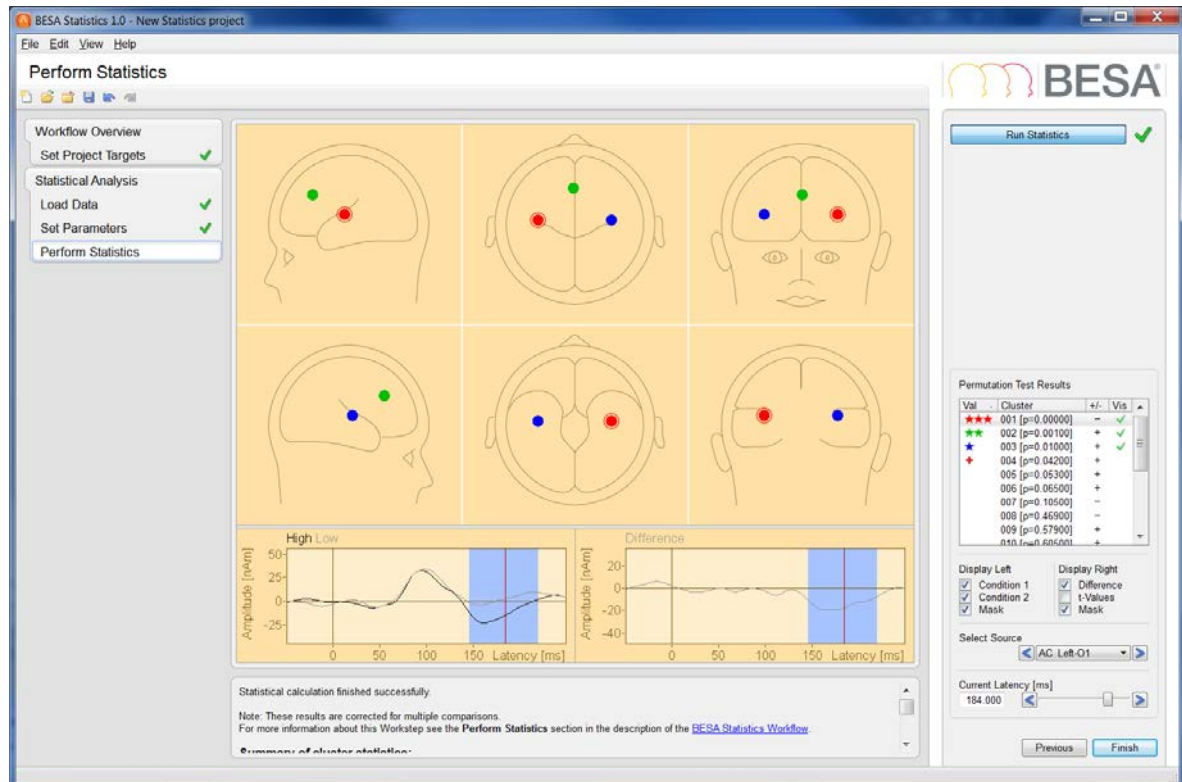 BESA Statistics 1.0 - New Statistics project
File Edit View Help
Perform Statistics
BESA
Workflow Overview
Set Project Targets
Statistical Analysis
Load Data
Set Parameters
Perform Statistics
Run Statistics
Permutation Test Results
Val Cluster +/- Vis
001 [p=0.00000] −
002 [p=0.00100] +
003 [p=0.01000] +
004 [p=0.04200] +
005 [p=0.05300] +
006 [p=0.06500] +
007 [p=0.10500] −
008 [p=0.46900] −
009 [p=0.57900] +
010 [p=0.60500] +
High Low
Amplitude [nAm]
50
25
0
-25
0 50 100 150 Latency [ms]
Difference
Amplitude [nAm]
20
0
-20
-40
0 50 100 150 Latency [ms]
Display Left Display Right
Condition 1 Difference
Condition 2 t-Values
Mask Mask
Select Source
AC Left-O1
Current Latency [ms]
184.000
Statistical calculation finished successfully.
Note: These results are corrected for multiple comparisons.
For more information about this Workstep see the Perform Statistics section in the description of the BESA Statistics Workflow.
Summary of cluster statistics:
Previous Finish